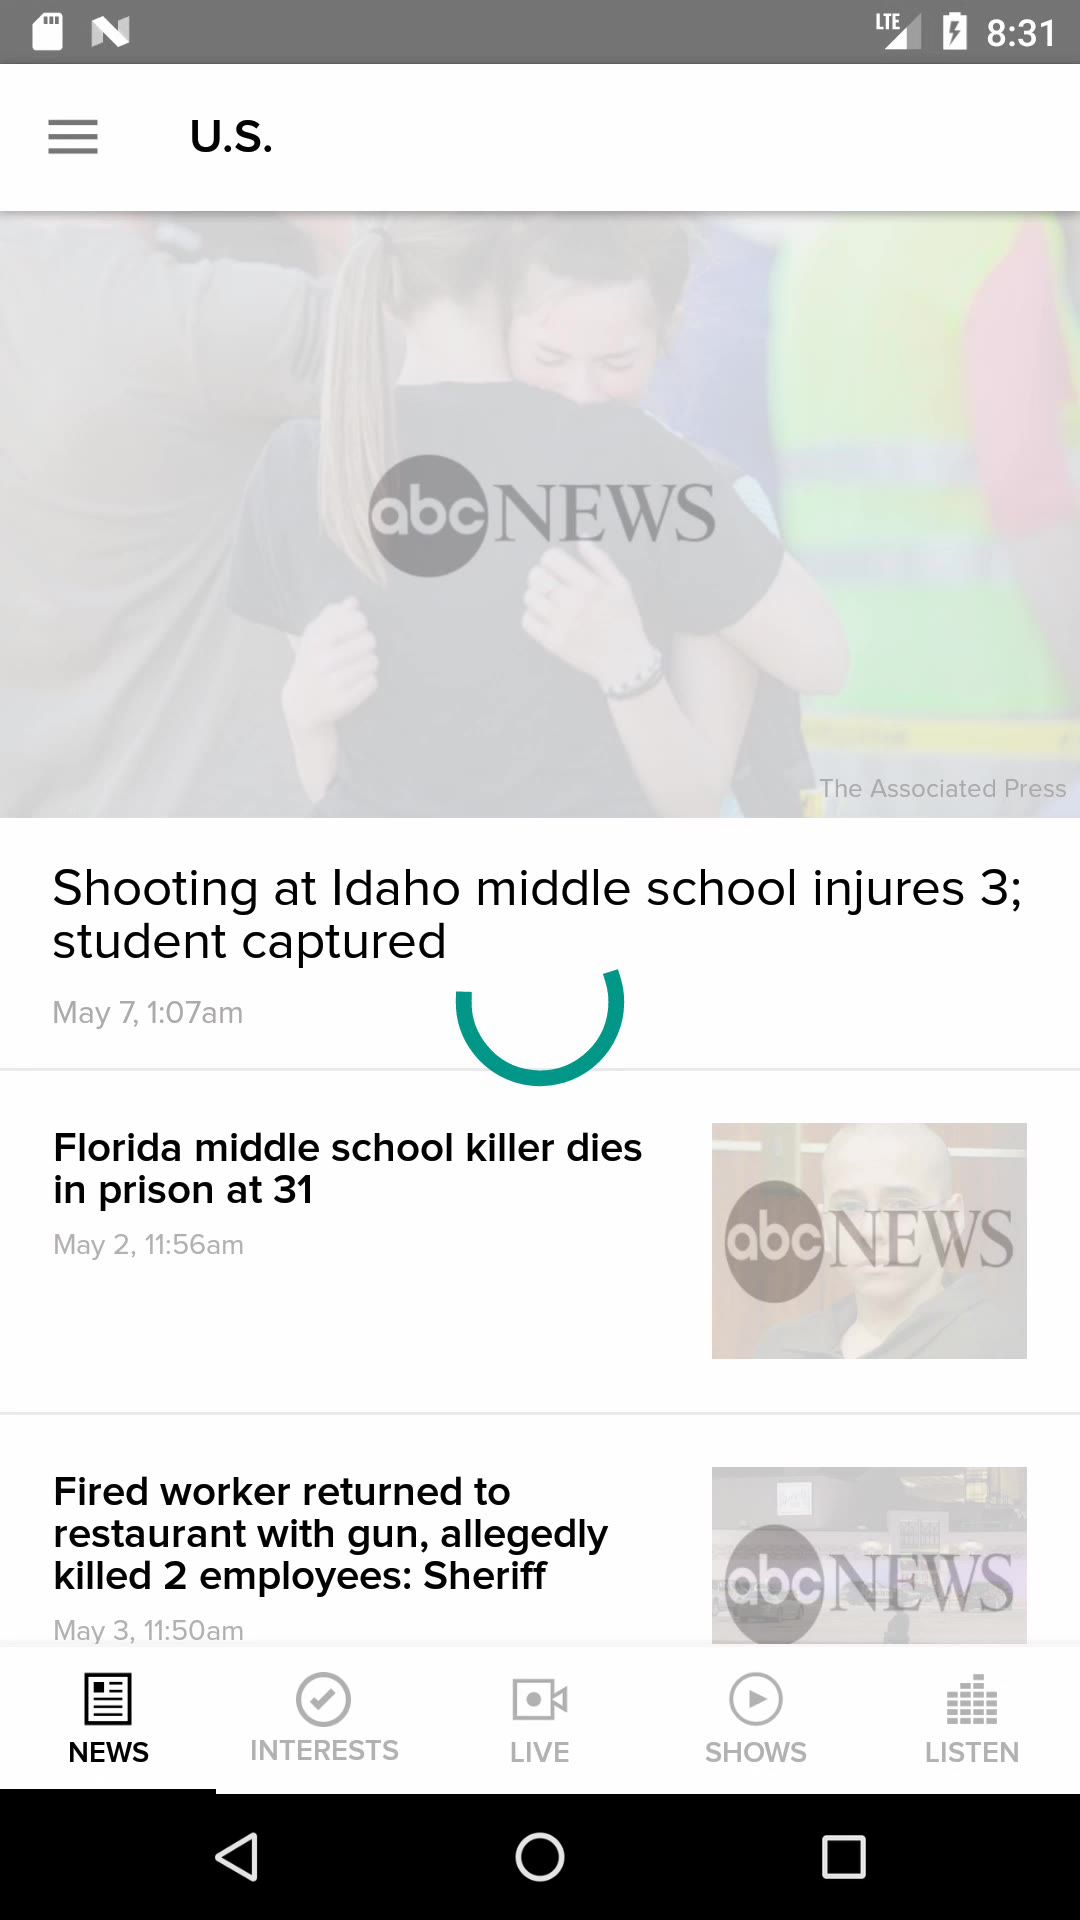 LTE 8:31
U.S.
abc NEWS
The Associated Press
Shooting at Idaho middle school injures 3;
student captured
May 7, 1:07am
Florida middle school killer dies
in prison at 31
May 2, 11:56am
abc NEWS
Fired worker returned to
restaurant with gun, allegedly
killed 2 employees: Sheriff
May 3, 11:50am
abc NEWS
NEWS
INTERESTS
LIVE
SHOWS
LISTEN